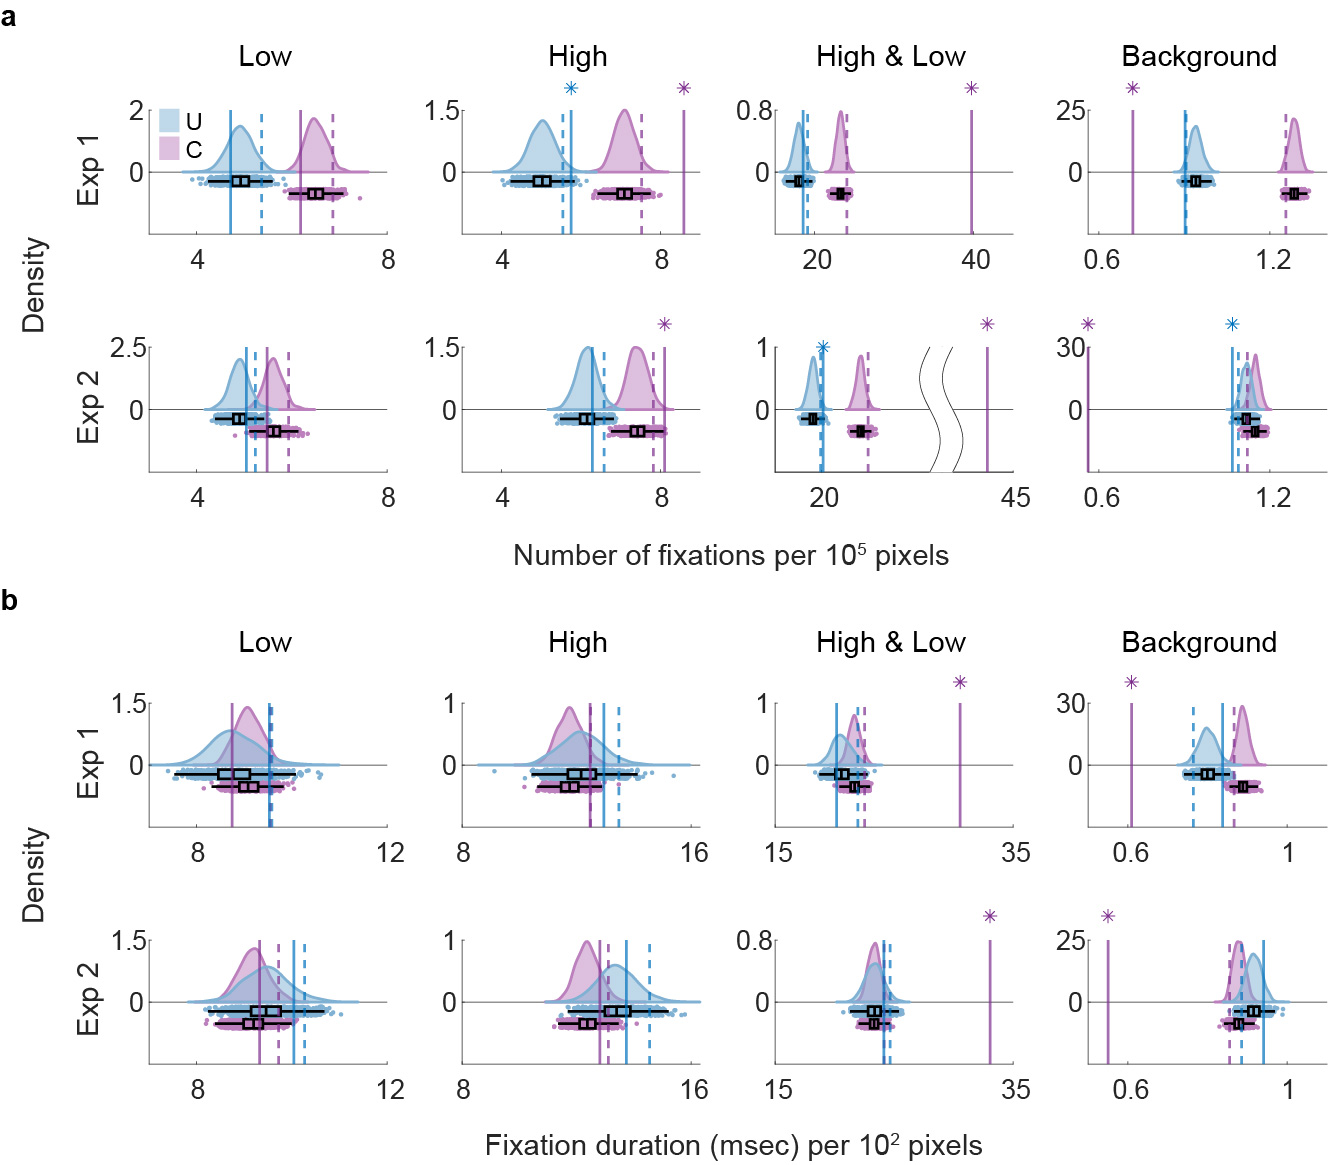 a
Low High High & Low Background
2 1.5 0.8 25
U
C
Exp 1
0 0 0 0
4 8 4 8 20 40 0.6 1.2
Density
2.5 1.5 1 30
Exp 2
0 0 0 0
4 8 4 8 20 45 0.6 1.2
Number of fixations per 10⁵ pixels
b
Low High High & Low Background
1.5 1 1 30
Exp 1
0 0 0 0
8 12 8 16 15 35 0.6 1
Density
1.5 1 0.8 25
Exp 2
0 0 0 0
8 12 8 16 15 35 0.6 1
Fixation duration (msec) per 10² pixels